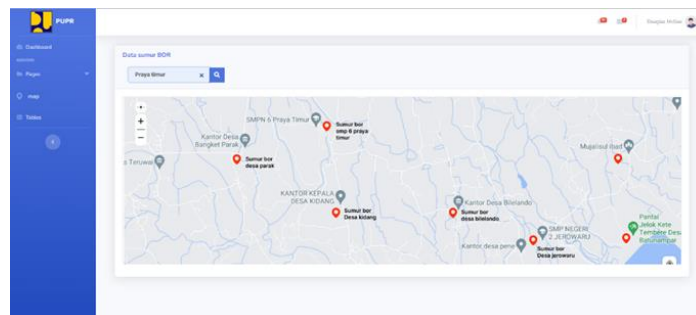 PUPR
Douglas McGee
Dashboard
Data sumur BOR
Pages
Praya timur
map
Tables
SMPN 6 Praya Timur
Sumur bor
smp 6 praya
timur
Kantor Desa
Bangket Parak
Sumur bor
desa parak
Teruwai
KANTOR KEPALA
DESA KIDANG
Sumur bor
Desa kidang
Kantor Desa Bilelando
Sumur bor
desa bilelando
SMP NEGERI
2 JEROWARU
Kantor desa pene
Sumur bor
Desa jerowaru
Pantai
Jelok Kete
Tembere Desa
Batunampar